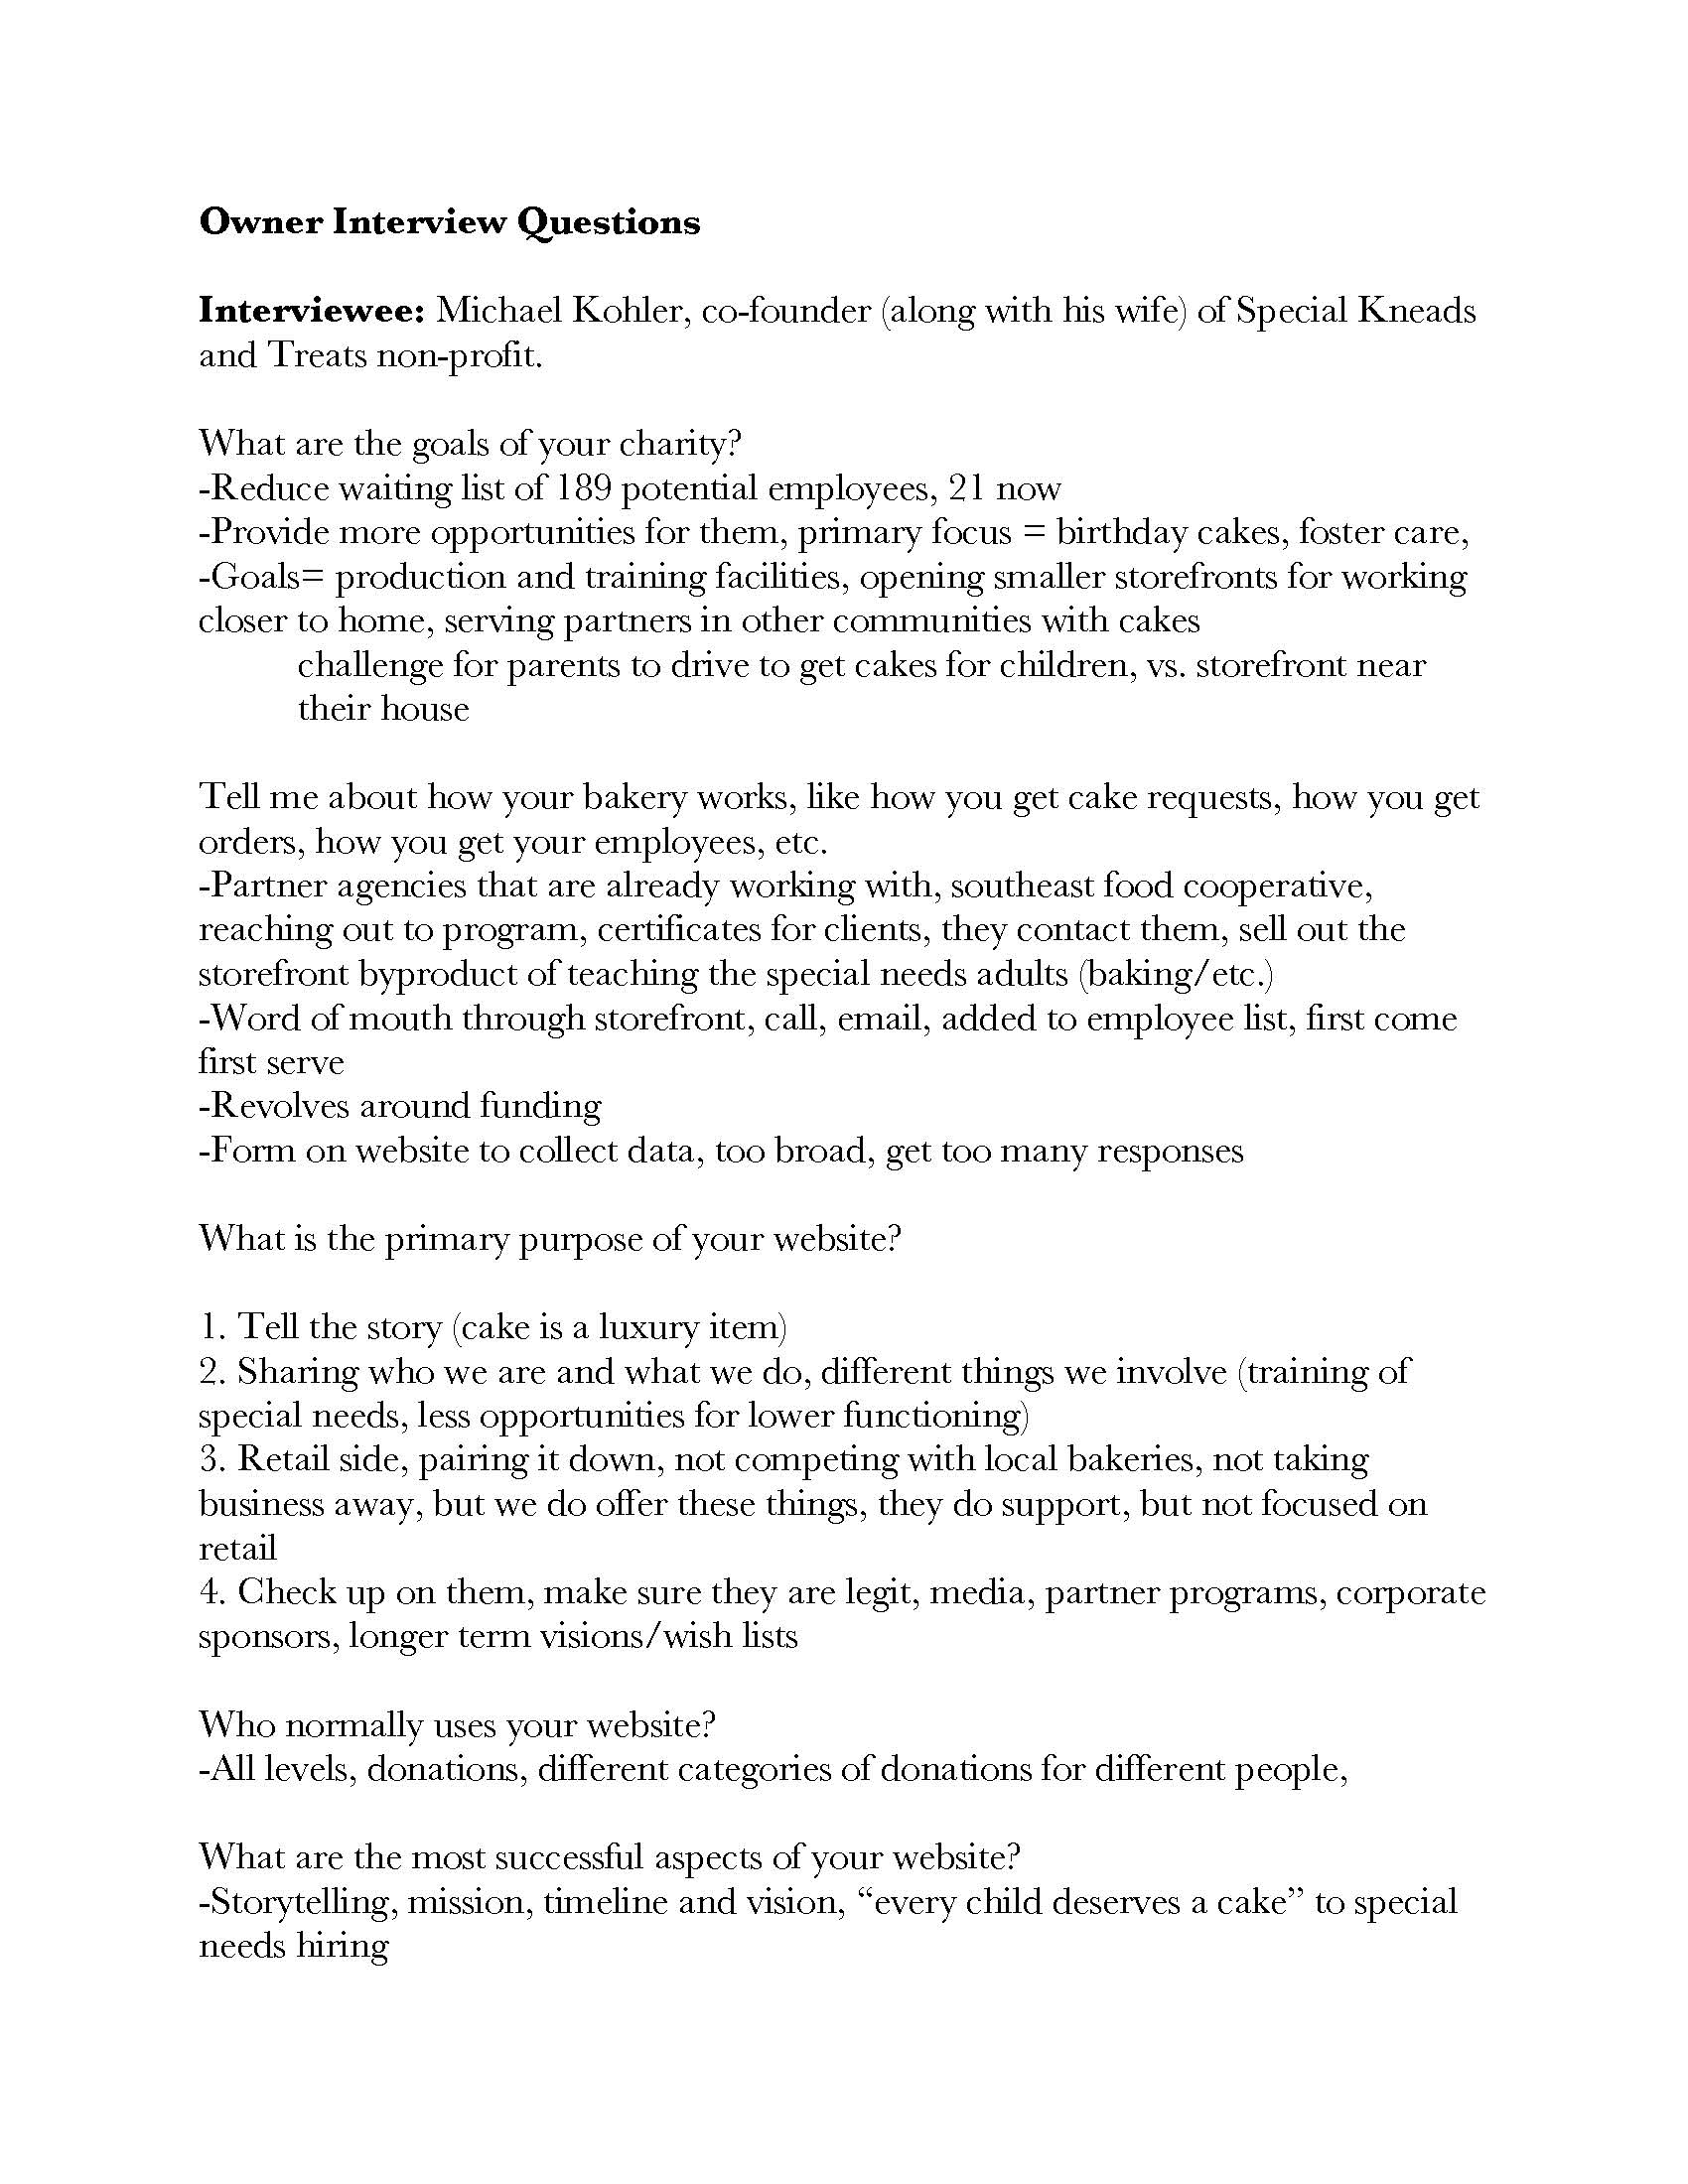 Owner Interview Questions
Interviewee: Michael Kohler, co-founder (along with his wife) of Special Kneads
and Treats non-profit.
What are the goals of your charity?
-Reduce waiting list of 189 potential employees, 21 now
-Provide more opportunities for them, primary focus = birthday cakes, foster care,
-Goals= production and training facilities, opening smaller storefronts for working
closer to home, serving partners in other communities with cakes
challenge for parents to drive to get cakes for children, vs. storefront near
their house
Tell me about how your bakery works, like how you get cake requests, how you get
orders, how you get your employees, etc.
-Partner agencies that are already working with, southeast food cooperative,
reaching out to program, certificates for clients, they contact them, sell out the
storefront byproduct of teaching the special needs adults (baking/etc.)
-Word of mouth through storefront, call, email, added to employee list, first come
first serve
-Revolves around funding
-Form on website to collect data, too broad, get too many responses
What is the primary purpose of your website?
1. Tell the story (cake is a luxury item)
2. Sharing who we are and what we do, different things we involve (training of
special needs, less opportunities for lower functioning)
3. Retail side, pairing it down, not competing with local bakeries, not taking
business away, but we do offer these things, they do support, but not focused on
retail
4. Check up on them, make sure they are legit, media, partner programs, corporate
sponsors, longer term visions/wish lists
Who normally uses your website?
-All levels, donations, different categories of donations for different people,
What are the most successful aspects of your website?
-Storytelling, mission, timeline and vision, “every child deserves a cake” to special
needs hiring